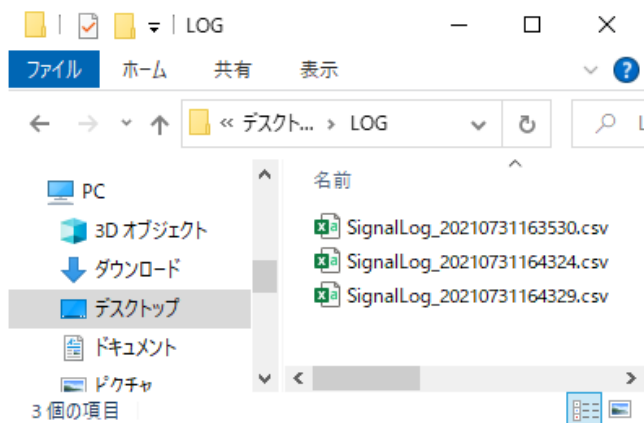 LOG
ファイル ホーム 共有 表示
« デスクト... › LOG
名前
PC
3D オブジェクト
ダウンロード
デスクトップ
ドキュメント
ピクチャ
SignalLog_20210731163530.csv
SignalLog_20210731164324.csv
SignalLog_20210731164329.csv
3 個の項目